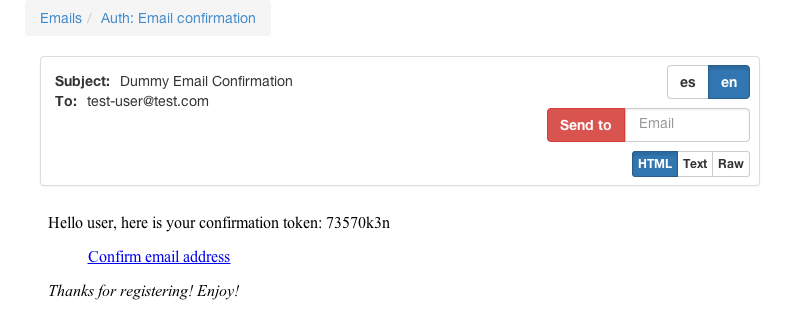 Emails / Auth: Email confirmation
Subject: Dummy Email Confirmation
To: test-user@test.com
es en
Send to Email
HTML Text Raw
Hello user, here is your confirmation token: 73570k3n
Confirm email address
Thanks for registering! Enjoy!